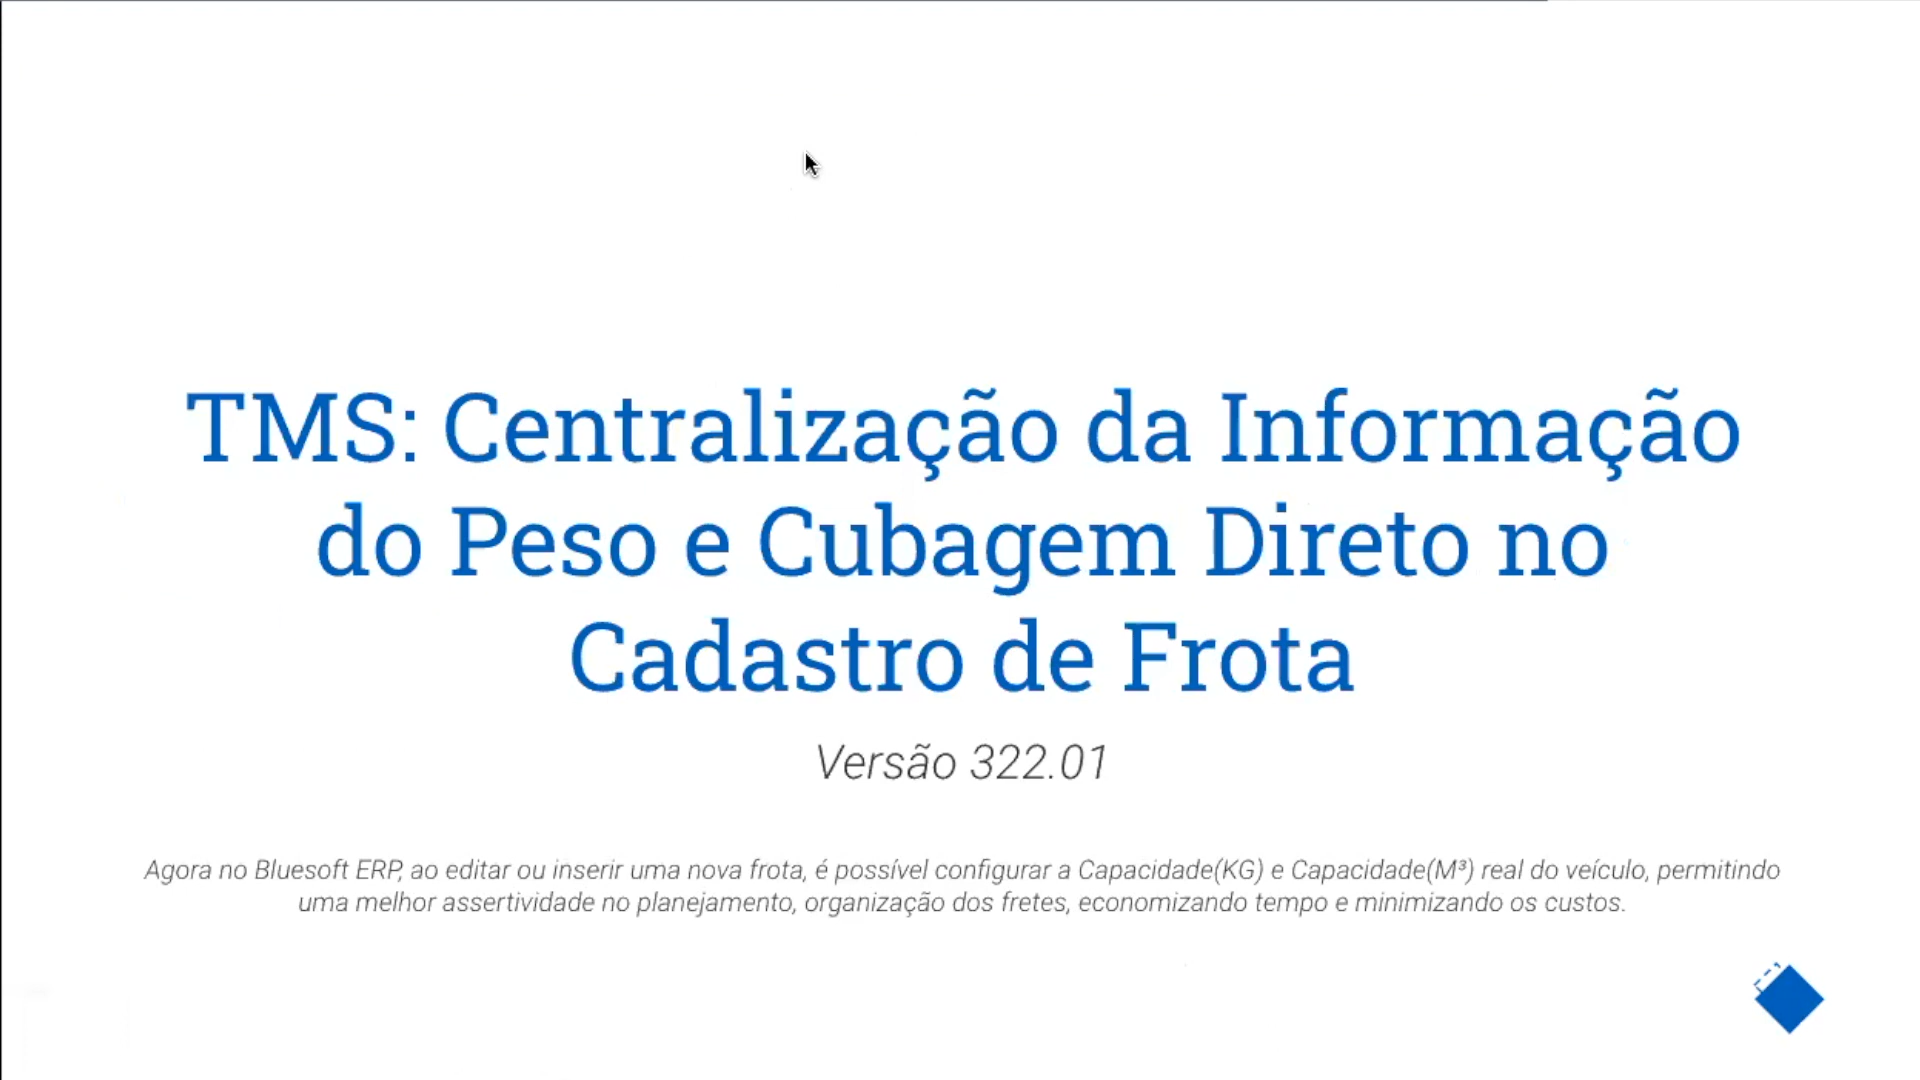 TMS: Centralização da Informação
do Peso e Cubagem Direto no
Cadastro de Frota
Versão 322.01
Agora no Bluesoft ERP, ao editar ou inserir uma nova frota, é possível configurar a Capacidade(KG) e Capacidade(M³) real do veículo, permitindo
uma melhor assertividade no planejamento, organização dos fretes, economizando tempo e minimizando os custos.